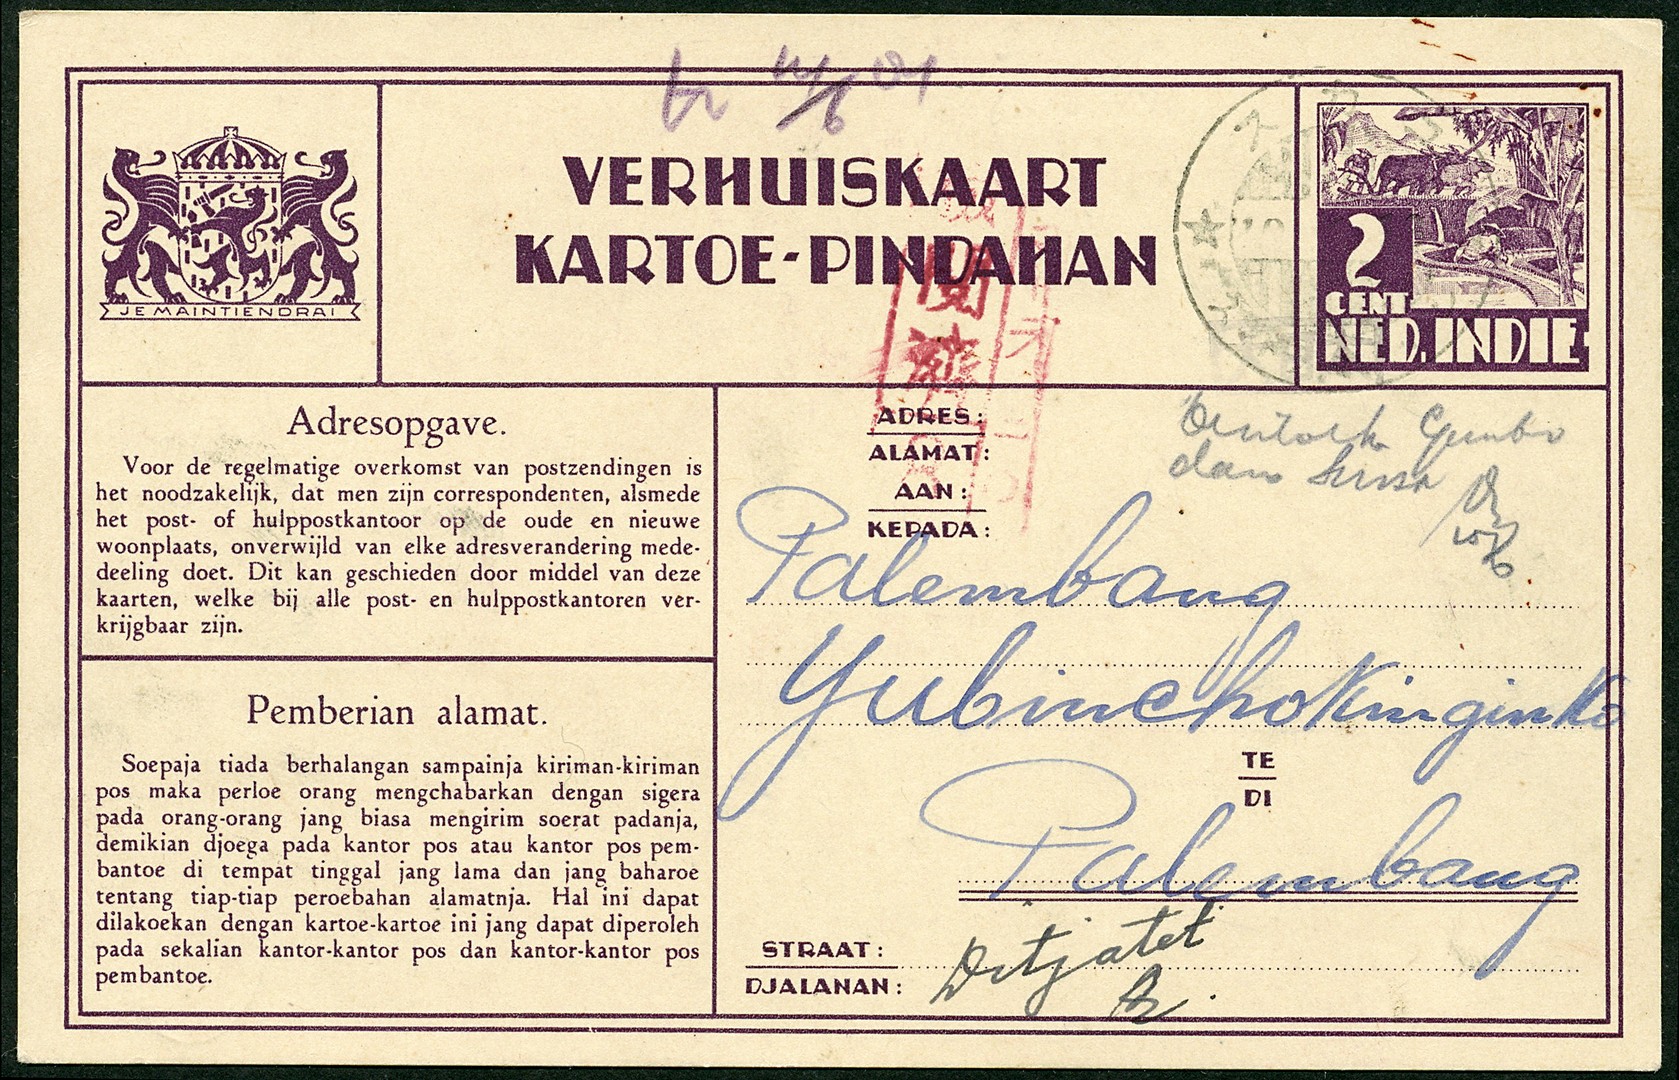 VERHUISKAART
KARTOE-PINDAHAN
JE MAINTIENDRAI
2
CENT
NED. INDIE
Adresopgave.
Voor de regelmatige overkomst van postzendingen is
het noodzakelijk, dat men zijn correspondenten, alsmede
het post- of hulppostkantoor op de oude en nieuwe
woonplaats, onverwijld van elke adresverandering mede-
deeling doet. Dit kan geschieden door middel van deze
kaarten, welke bij alle post- en hulppostkantoren ver-
krijgbaar zijn.
Pemberian alamat.
Soepaja tiada berhalangan sampainja kiriman-kiriman
pos maka perloe orang mengchabarkan dengan sigera
pada orang-orang jang biasa mengirim soerat padanja,
demikian djoega pada kantor pos atau kantor pos pem-
bantoe di tempat tinggal jang lama dan jang baharoe
tentang tiap-tiap peroebahan alamatnja. Hal ini dapat
dilakoekan dengan kartoe-kartoe ini jang dapat diperoleh
pada sekalian kantor-kantor pos dan kantor-kantor pos
pembantoe.
ADRES:
ALAMAT:
AAN:
KEPADA:
Palembang
Yubinchokinginko
TE
DI
Palembang
STRAAT:
DJALANAN:
Ditjatet